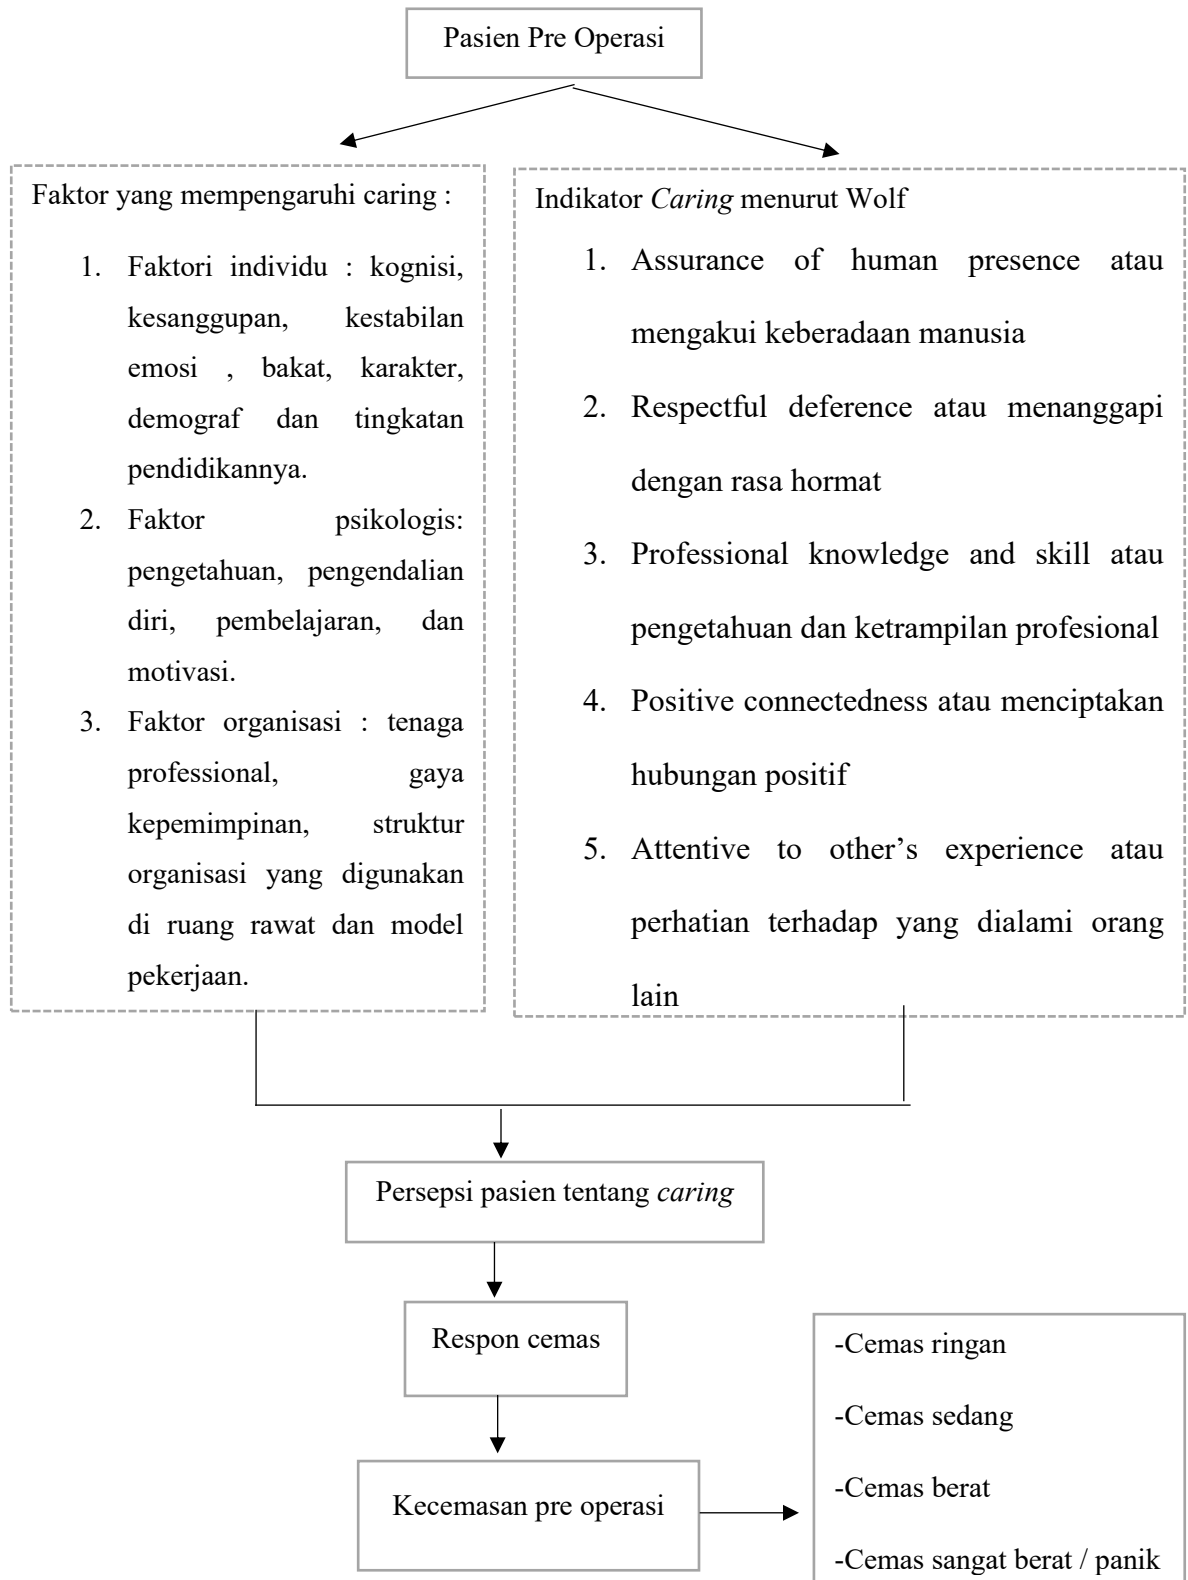 Pasien Pre Operasi
Faktor yang mempengaruhi caring :
1. Faktori individu : kognisi,
kesanggupan, kestabilan
emosi , bakat, karakter,
demograf dan tingkatan
pendidikannya.
2. Faktor psikologis:
pengetahuan, pengendalian
diri, pembelajaran, dan
motivasi.
3. Faktor organisasi : tenaga
professional, gaya
kepemimpinan, struktur
organisasi yang digunakan
di ruang rawat dan model
pekerjaan.
Indikator Caring menurut Wolf
1. Assurance of human presence atau
mengakui keberadaan manusia
2. Respectful deference atau menanggapi
dengan rasa hormat
3. Professional knowledge and skill atau
pengetahuan dan ketrampilan profesional
4. Positive connectedness atau menciptakan
hubungan positif
5. Attentive to other’s experience atau
perhatian terhadap yang dialami orang
lain
Persepsi pasien tentang caring
Respon cemas
Kecemasan pre operasi
-Cemas ringan
-Cemas sedang
-Cemas berat
-Cemas sangat berat / panik